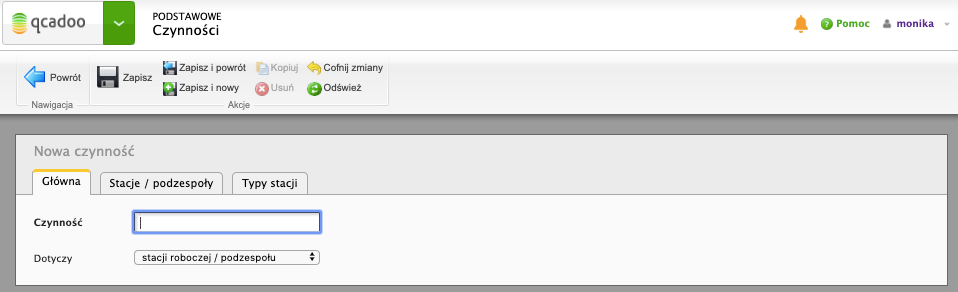 qcadoo
PODSTAWOWE
Czynności
Pomoc
monika
Powrót
Zapisz
Zapisz i powrót
Kopiuj
Cofnij zmiany
Zapisz i nowy
Usuń
Odśwież
Nawigacja
Akcje
Nowa czynność
Główna
Stacje / podzespoły
Typy stacji
Czynność
Dotyczy
stacji roboczej / podzespołu